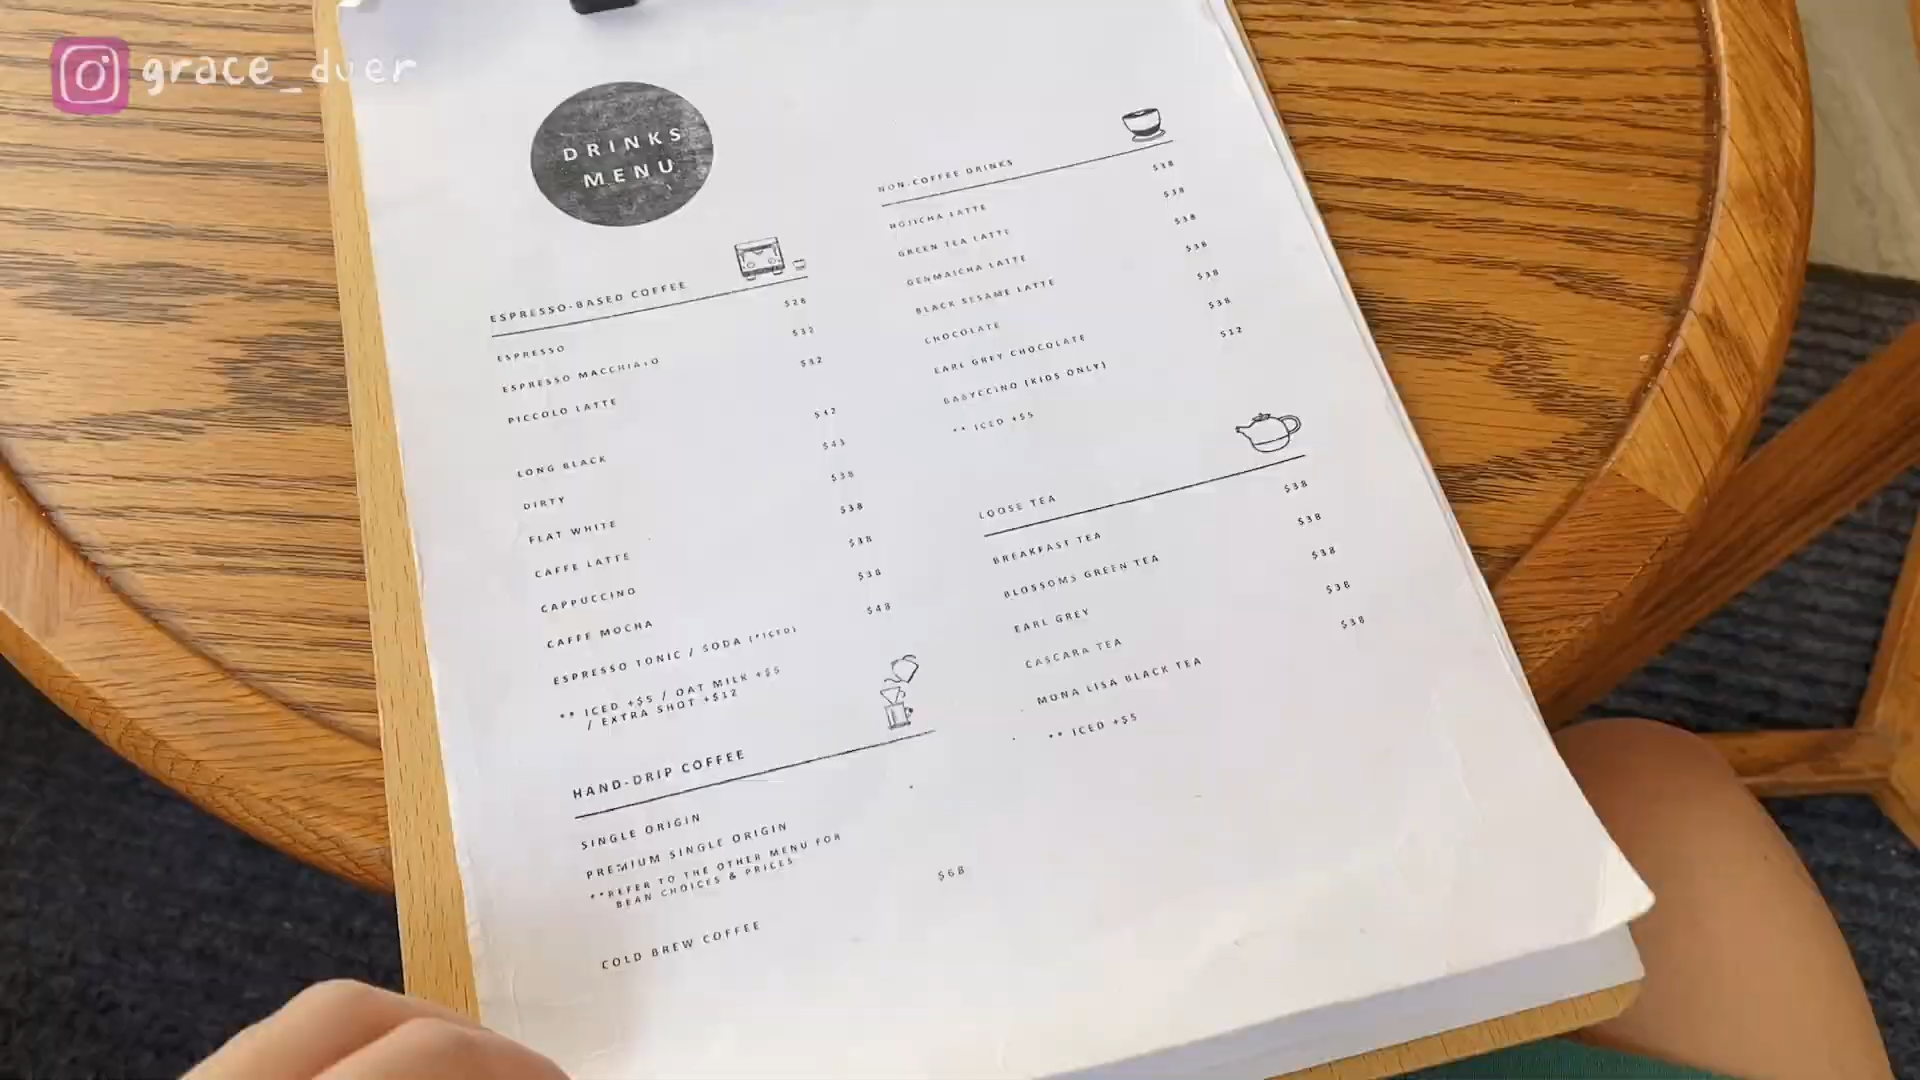 grace_duer
DRINKS
MENU
ESPRESSO-BASED COFFEE
ESPRESSO $28
ESPRESSO MACCHIATO $32
PICCOLO LATTE $32
LONG BLACK $42
DIRTY $43
FLAT WHITE $38
CAFFE LATTE $38
CAPPUCCINO $38
CAFFE MOCHA $38
ESPRESSO TONIC / SODA (*ICED) $48
** ICED +$5 / OAT MILK +$5
/ EXTRA SHOT +$12
HAND-DRIP COFFEE
SINGLE ORIGIN
PREMIUM SINGLE ORIGIN
**REFER TO THE OTHER MENU FOR
BEAN CHOICES & PRICES
COLD BREW COFFEE $68
NON-COFFEE DRINKS
HOJICHA LATTE $38
GREEN TEA LATTE $38
GENMAICHA LATTE $38
BLACK SESAME LATTE $38
CHOCOLATE $38
EARL GREY CHOCOLATE $38
BABYCCINO (KIDS ONLY) $12
** ICED +$5
LOOSE TEA
BREAKFAST TEA $38
BLOSSOMS GREEN TEA $38
EARL GREY $38
CASCARA TEA $38
MONA LISA BLACK TEA $38
** ICED +$5